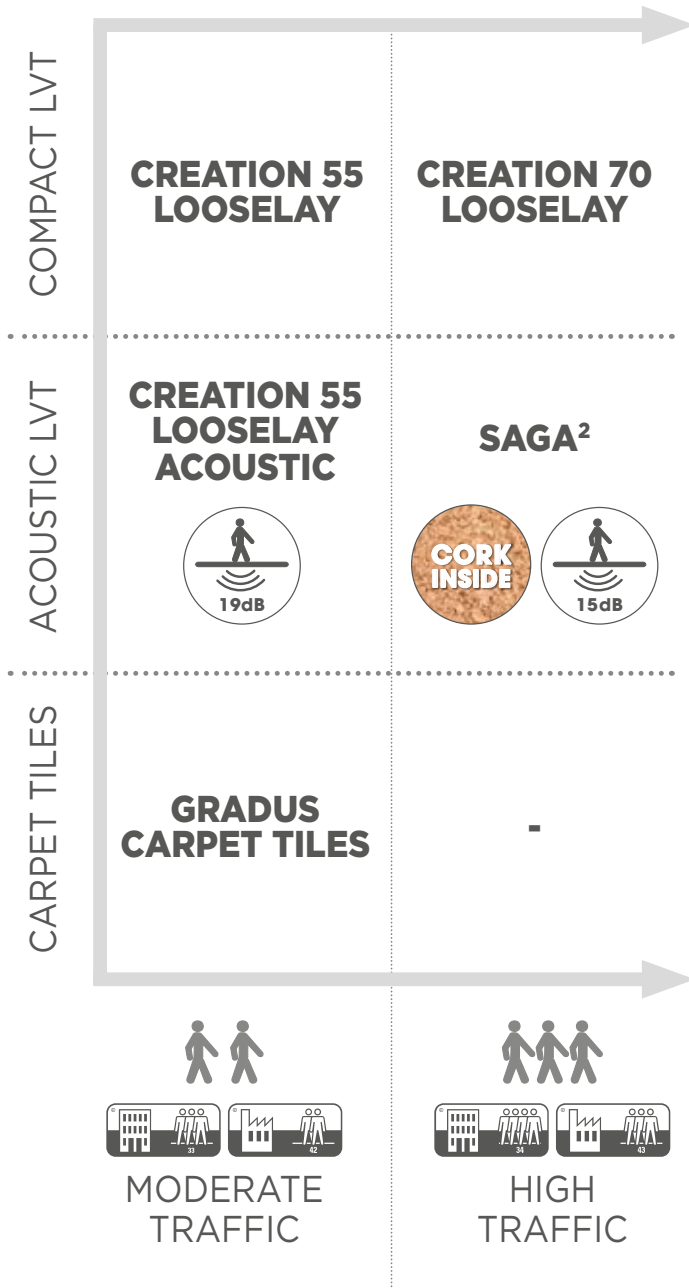 COMPACT LVT
CREATION 55
LOOSELAY
CREATION 70
LOOSELAY
ACOUSTIC LVT
CREATION 55
LOOSELAY
ACOUSTIC
19dB
SAGA²
CORK
INSIDE
15dB
CARPET TILES
GRADUS
CARPET TILES
-
©
33
©
42
MODERATE
TRAFFIC
©
34
©
43
HIGH
TRAFFIC